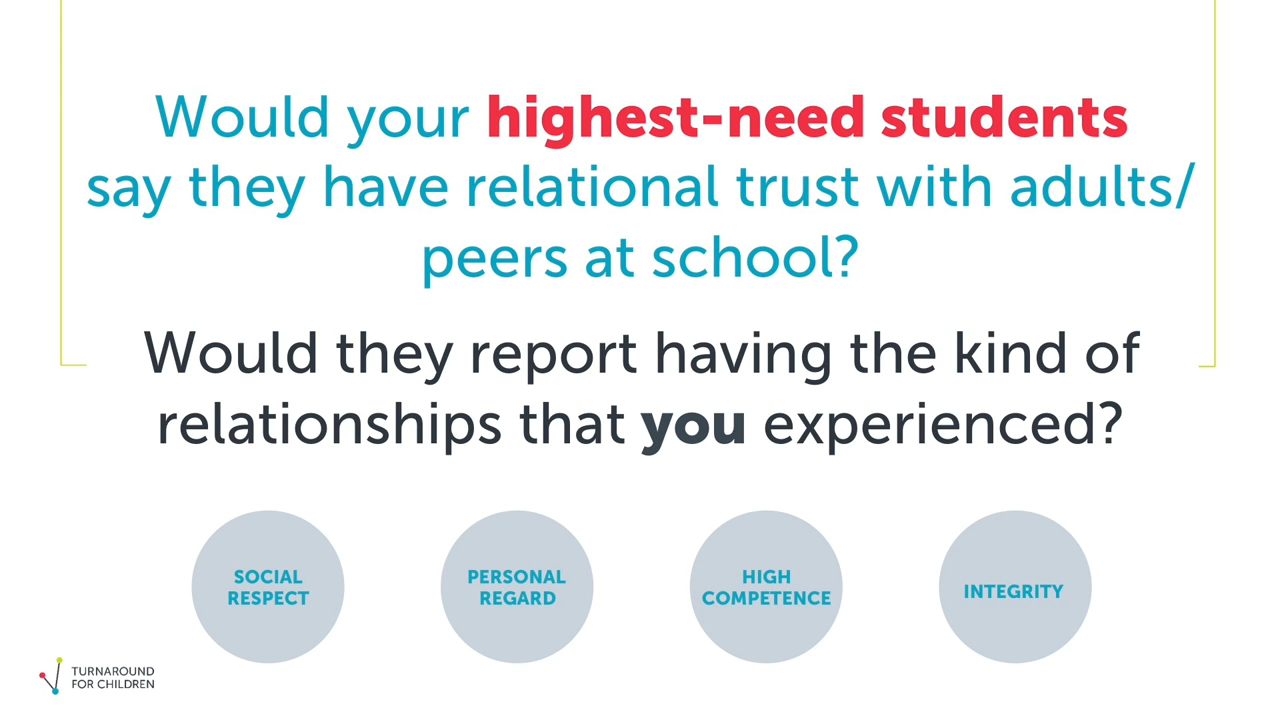 Would your highest-need students
say they have relational trust with adults/
peers at school?
Would they report having the kind of
relationships that you experienced?
SOCIAL
RESPECT
PERSONAL
REGARD
HIGH
COMPETENCE
INTEGRITY
TURNAROUND
FOR CHILDREN